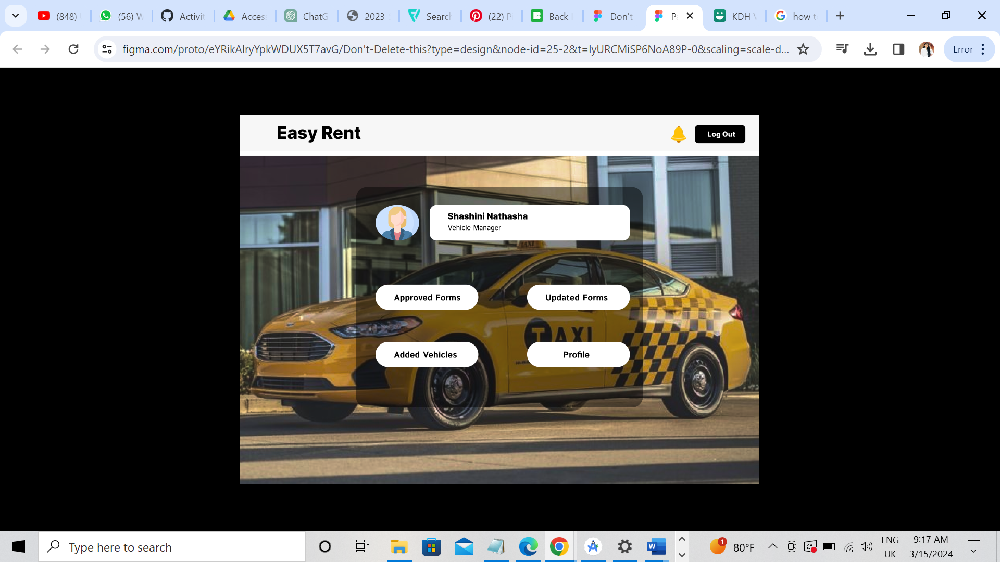 (848)
(56) W
Activit
Acces
ChatG
2023-
Search
(22) P
Back
Don't
P
KDH V
how t
figma.com/proto/eYRikAlryYpkWDUX5T7avG/Don't-Delete-this?type=design&node-id=25-2&t=lyURCMiSP6NoA89P-0&scaling=scale-d...
Error
Easy Rent
Log Out
Shashini Nathasha
Vehicle Manager
TAXI
Approved Forms
Updated Forms
TAXI
Added Vehicles
Profile
Type here to search
1
80°F
ENG
UK
9:17 AM
3/15/2024